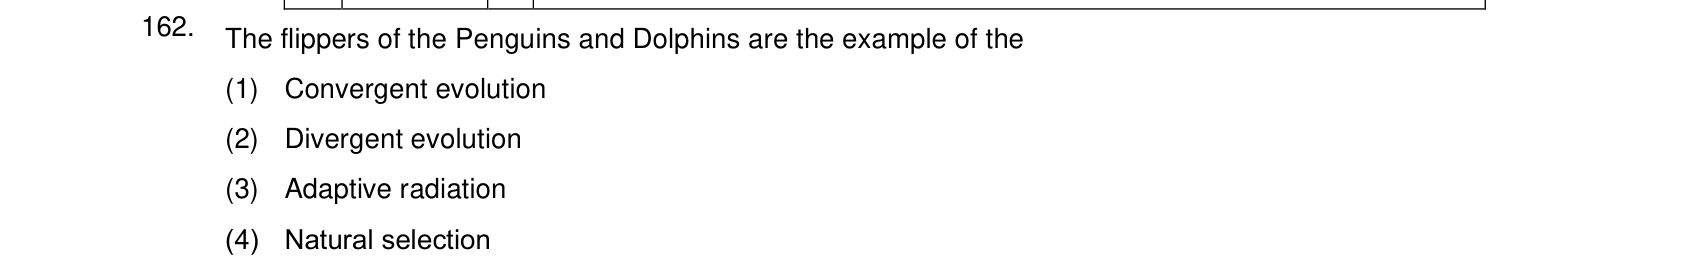 162. The flippers of the Penguins and Dolphins are the example of the
(1) Convergent evolution
(2) Divergent evolution
(3) Adaptive radiation
(4) Natural selection